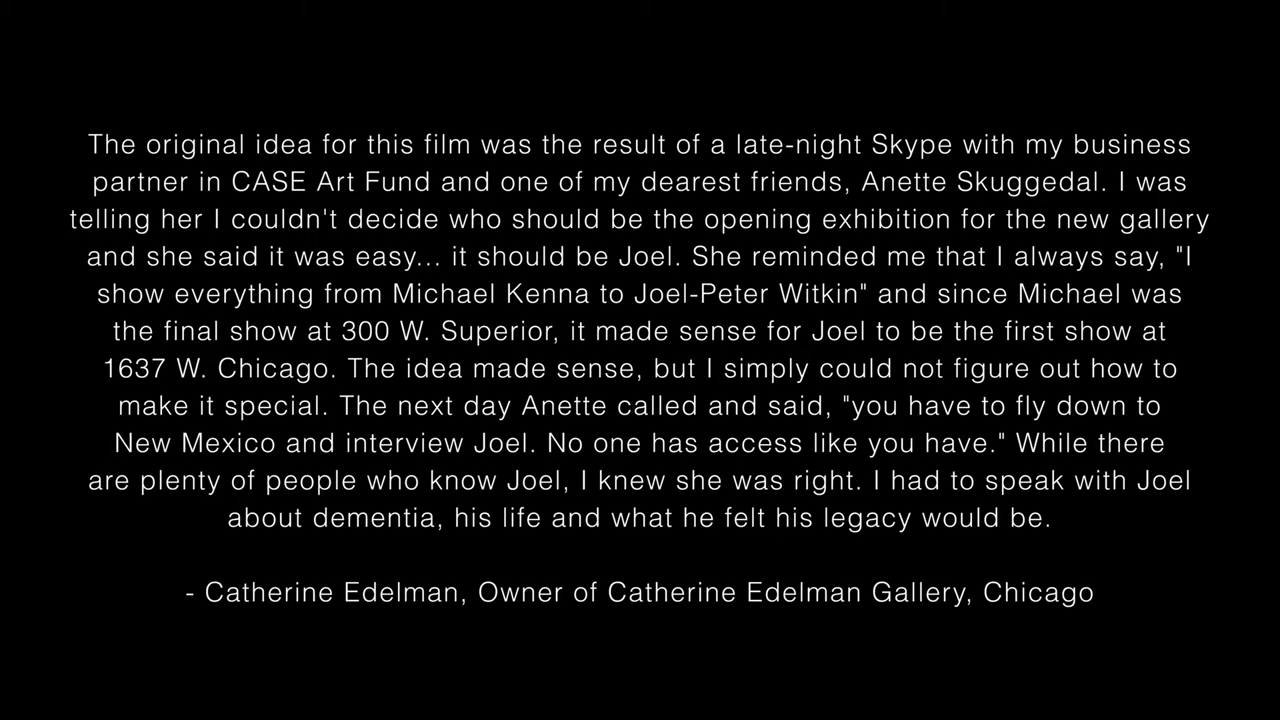 The original idea for this film was the result of a late-night Skype with my business
partner in CASE Art Fund and one of my dearest friends, Anette Skuggedal. I was
telling her I couldn't decide who should be the opening exhibition for the new gallery
and she said it was easy... it should be Joel. She reminded me that I always say, "I
show everything from Michael Kenna to Joel-Peter Witkin" and since Michael was
the final show at 300 W. Superior, it made sense for Joel to be the first show at
1637 W. Chicago. The idea made sense, but I simply could not figure out how to
make it special. The next day Anette called and said, "you have to fly down to
New Mexico and interview Joel. No one has access like you have." While there
are plenty of people who know Joel, I knew she was right. I had to speak with Joel
about dementia, his life and what he felt his legacy would be.
- Catherine Edelman, Owner of Catherine Edelman Gallery, Chicago